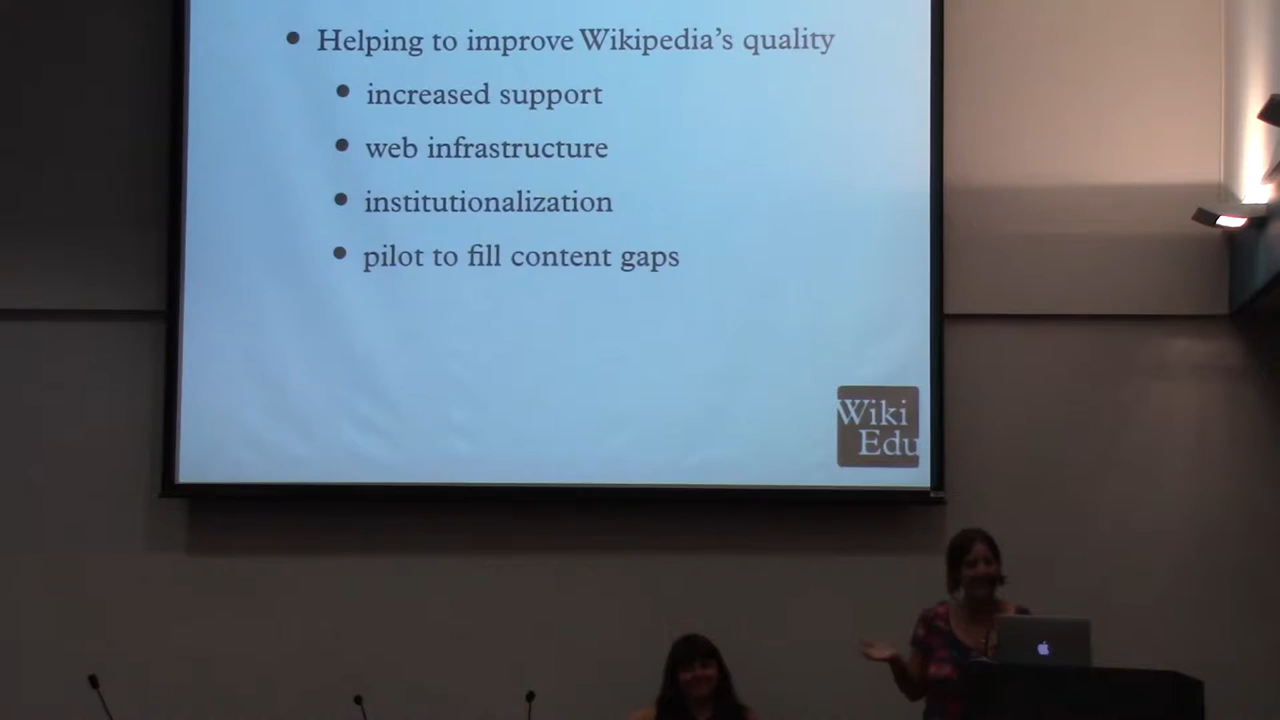 • Helping to improve Wikipedia's quality
• increased support
• web infrastructure
• institutionalization
• pilot to fill content gaps
Wiki
Edu